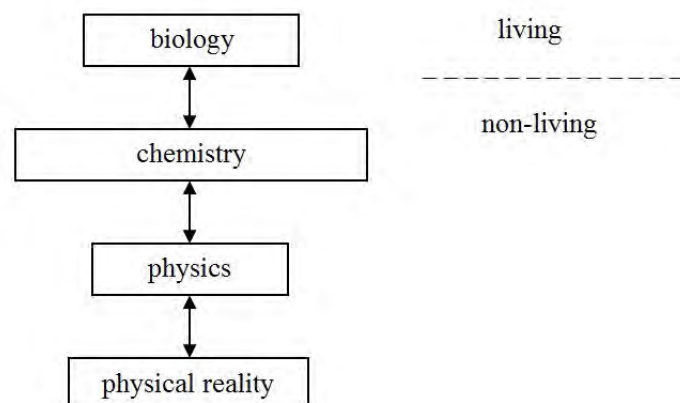 biology
living
non-living
chemistry
physics
physical reality